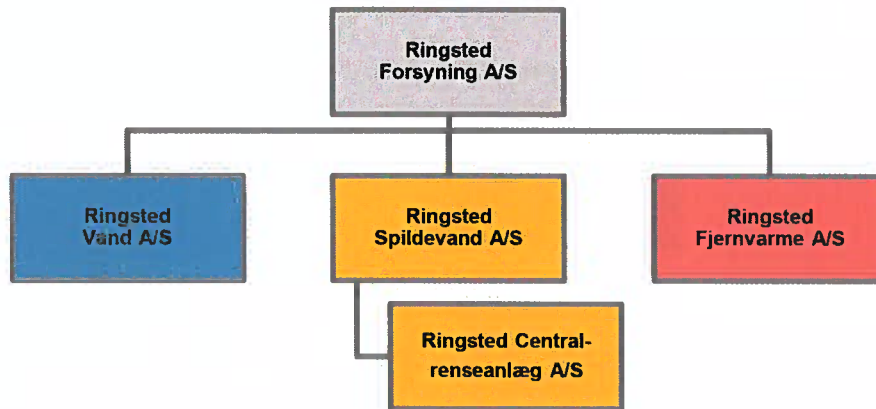 Ringsted
Forsyning A/S
Ringsted
Vand A/S
Ringsted
Spildevand A/S
Ringsted
Fjernvarme A/S
Ringsted Central-
renseanlæg A/S